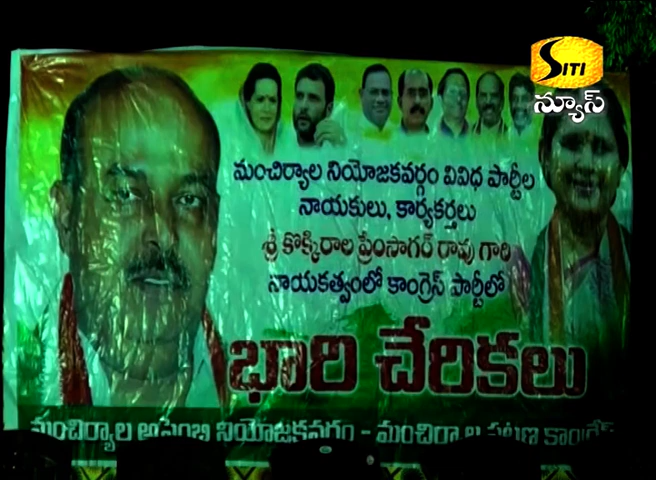 SITI
న్యూస్
మంచిర్యాల నియోజకవర్గం వివిధ పార్టీల
నాయకులు, కార్యకర్తలు
శ్రీ కొక్కిరాల ప్రేంసాగర్ రావు గారి
నాయకత్వంలో కాంగ్రెస్ పార్టీలో
భారీ చేరికలు
మంచిర్యాల అసెంబ్లీ నియోజకవర్గం - మంచిర్యాల పట్టణ కాంగ్రెస్